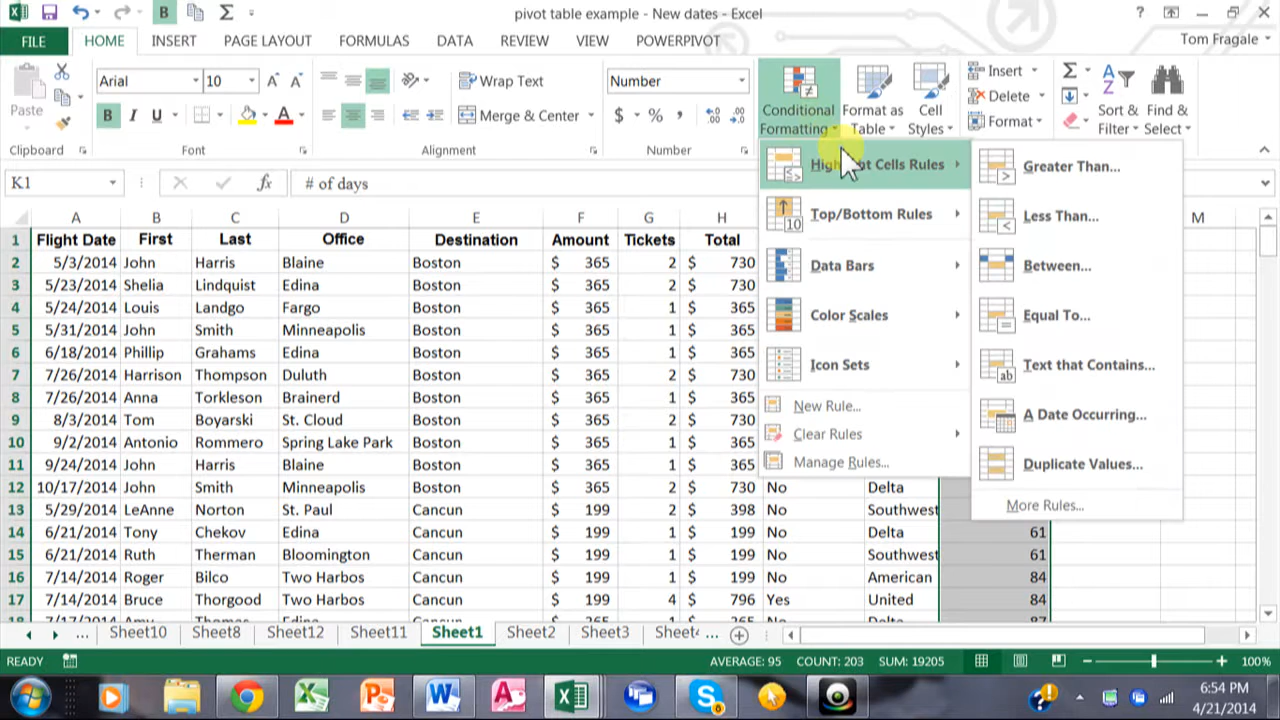 pivot table example - New dates - Excel
FILE HOME INSERT PAGE LAYOUT FORMULAS DATA REVIEW VIEW POWERPIVOT Tom Fragale
Paste Arial 10 Wrap Text Number Conditional Formatting Format as Table Cell Styles Insert Delete Format Sort & Filter Find & Select
B I U Merge & Center $ %
Clipboard Font Alignment Number
K1 fx # of days
Highlight Cells Rules
Top/Bottom Rules
Data Bars
Color Scales
Icon Sets
New Rule...
Clear Rules
Manage Rules...
Greater Than...
Less Than...
Between...
Equal To...
Text that Contains...
A Date Occurring...
Duplicate Values...
More Rules...
A B C D E F G H M
1 Flight Date First Last Office Destination Amount Tickets Total
2 5/3/2014 John Harris Blaine Boston $ 365 2 $ 730
3 5/23/2014 Shelia Lindquist Edina Boston $ 365 2 $ 730
4 5/24/2014 Louis Landgo Fargo Boston $ 365 1 $ 365
5 5/31/2014 John Smith Minneapolis Boston $ 365 1 $ 365
6 6/18/2014 Phillip Grahams Edina Boston $ 365 1 $ 365
7 7/26/2014 Harrison Thompson Duluth Boston $ 365 2 $ 730
8 7/26/2014 Anna Torkleson Brainerd Boston $ 365 1 $ 365
9 8/3/2014 Tom Boyarski St. Cloud Boston $ 365 2 $ 730
10 9/2/2014 Antonio Rommero Spring Lake Park Boston $ 365 1 $ 365
11 9/24/2014 John Harris Blaine Boston $ 365 1 $ 365
12 10/17/2014 John Smith Minneapolis Boston $ 365 2 $ 730 No Delta
13 5/29/2014 LeAnne Norton St. Paul Cancun $ 199 2 $ 398 No Southwest
14 6/21/2014 Tony Chekov Edina Cancun $ 199 1 $ 199 No Delta 61
15 6/21/2014 Ruth Therman Bloomington Cancun $ 199 1 $ 199 No Southwest 61
16 7/14/2014 Roger Bilco Two Harbos Cancun $ 199 1 $ 199 No American 84
17 7/14/2014 Bruce Thorgood Two Harbos Cancun $ 199 4 $ 796 Yes United 84
... Sheet10 Sheet8 Sheet12 Sheet11 Sheet1 Sheet2 Sheet3 Sheet4 ...
READY AVERAGE: 95 COUNT: 203 SUM: 19205 100%
6:54 PM
4/21/2014